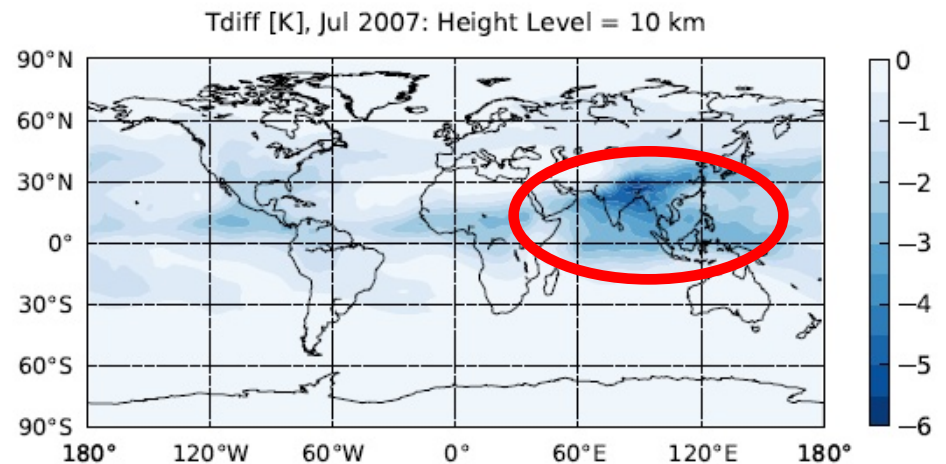 Tdiff [K], Jul 2007: Height Level = 10 km
90°N
60°N
30°N
0°
30°S
60°S
90°S
180° 120°W 60°W 0° 60°E 120°E 180°
0
−1
−2
−3
−4
−5
−6